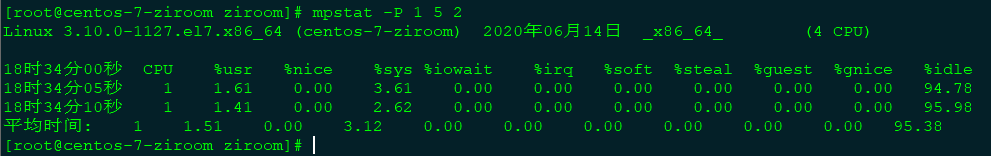 [root@centos-7-ziroom ziroom]# mpstat -P 1 5 2
Linux 3.10.0-1127.el7.x86_64 (centos-7-ziroom) 2020年06月14日 _x86_64_ (4 CPU)
18时34分00秒 CPU %usr %nice %sys %iowait %irq %soft %steal %guest %gnice %idle
18时34分05秒 1 1.61 0.00 3.61 0.00 0.00 0.00 0.00 0.00 0.00 94.78
18时34分10秒 1 1.41 0.00 2.62 0.00 0.00 0.00 0.00 0.00 0.00 95.98
平均时间: 1 1.51 0.00 3.12 0.00 0.00 0.00 0.00 0.00 0.00 95.38
[root@centos-7-ziroom ziroom]#